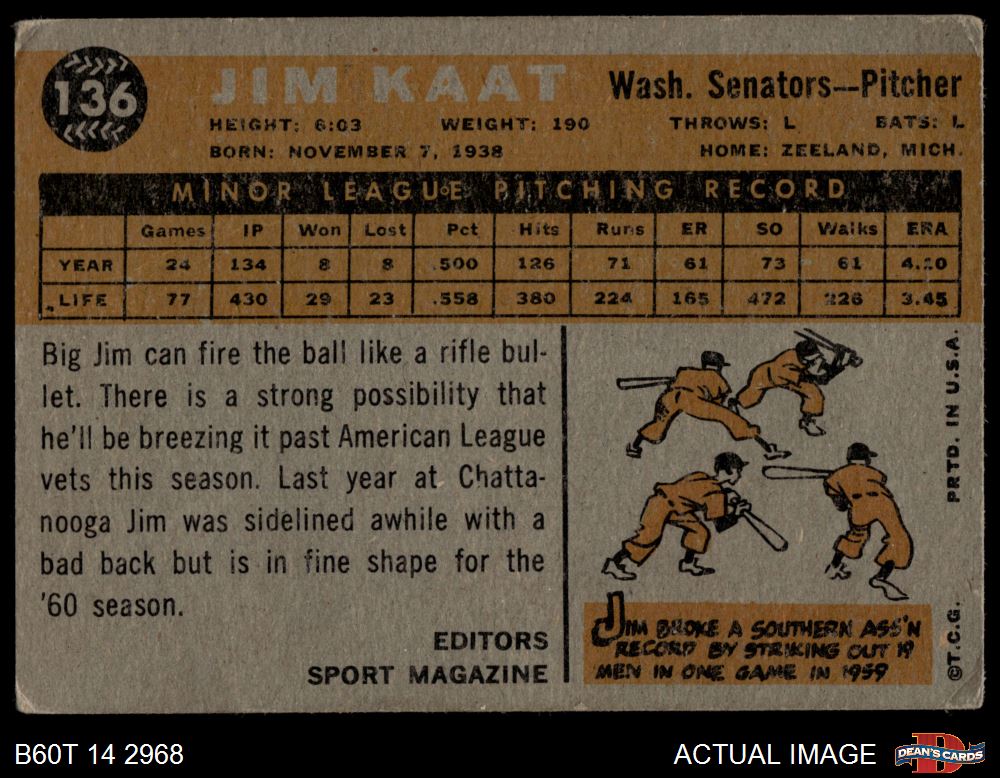 136
JIM KAAT
Wash. Senators—Pitcher
HEIGHT: 6:03 WEIGHT: 190 THROWS: L BATS: L
BORN: NOVEMBER 7, 1938 HOME: ZEELAND, MICH.
MINOR LEAGUE PITCHING RECORD
Games IP Won Lost Pct Hits Runs ER SO Walks ERA
YEAR 24 134 8 8 .500 126 71 61 73 61 4.10
LIFE 77 430 29 23 .558 380 224 165 472 226 3.45
Big Jim can fire the ball like a rifle bul-
let. There is a strong possibility that
he'll be breezing it past American League
vets this season. Last year at Chatta-
nooga Jim was sidelined awhile with a
bad back but is in fine shape for the
'60 season.
EDITORS
SPORT MAGAZINE
JIM BROKE A SOUTHERN ASS'N
RECORD BY STRIKING OUT 19
MEN IN ONE GAME IN 1959
©T.C.G. PRTD. IN U.S.A.
B60T 14 2968
ACTUAL IMAGE
DEAN'S CARDS